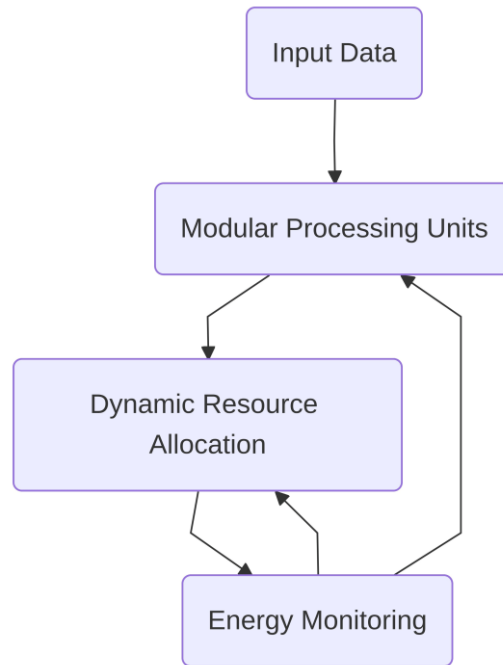 Input Data
Modular Processing Units
Dynamic Resource
Allocation
Energy Monitoring